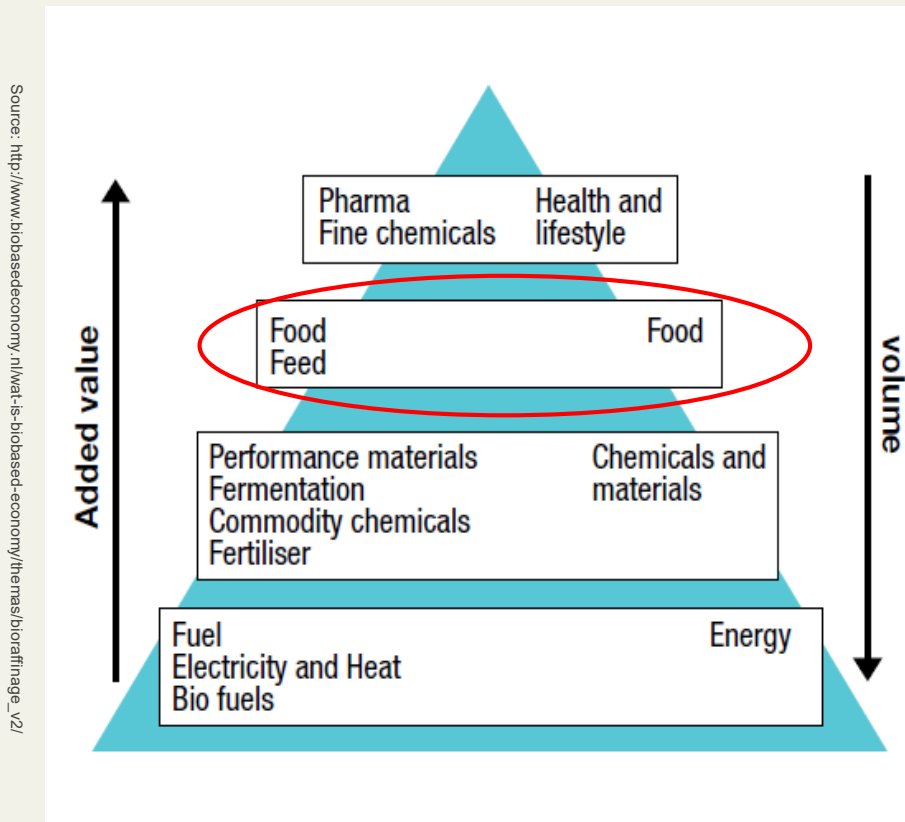 Source: http://www.biobasedeconomy.nl/wat-is-biobased-economy/themas/bioraffinage_v2/
Added value
Pharma
Fine chemicals
Health and
lifestyle
Food
Feed
Food
Performance materials
Fermentation
Commodity chemicals
Fertiliser
Chemicals and
materials
Fuel
Electricity and Heat
Bio fuels
Energy
volume